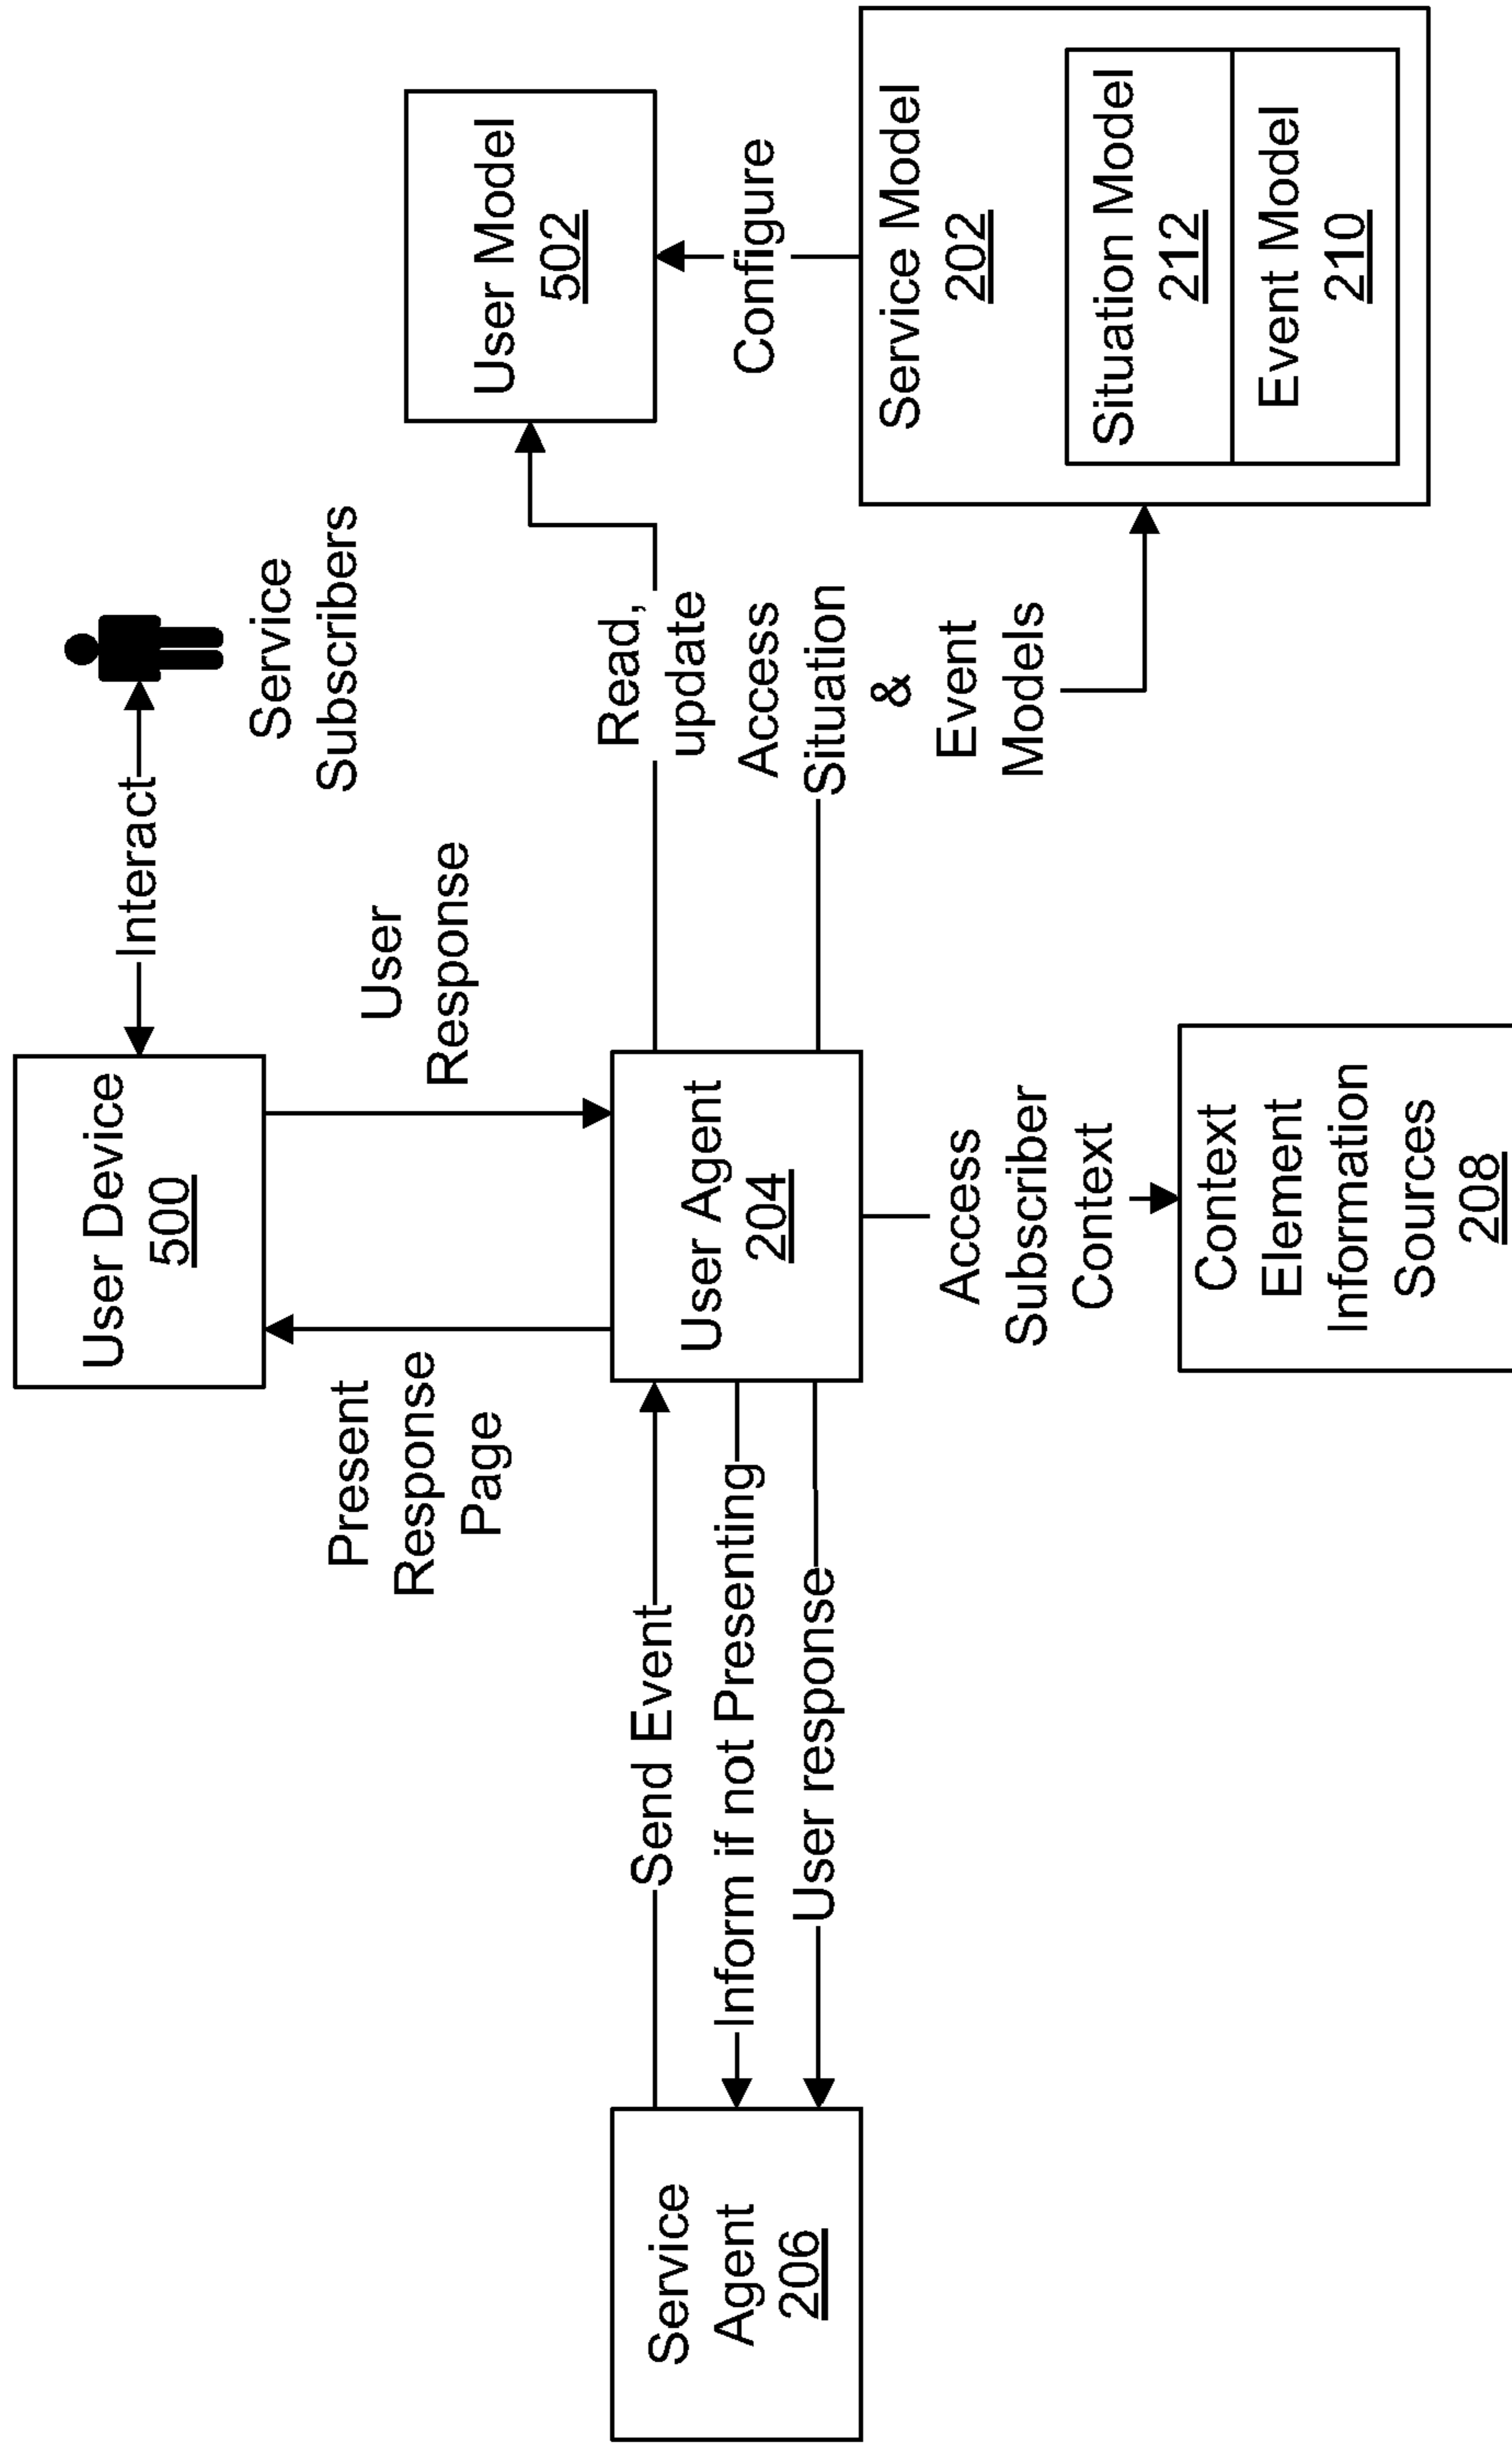 User Device
500
Interact
Service
Subscribers
Present
Response
Page
User
Response
User Model
502
Service
Agent
206
Send Event
Inform if not Presenting
User response
User Agent
204
Read,
update
Access
Situation
&
Event
Models
Configure
Service Model
202
Situation Model
212
Event Model
210
Access
Subscriber
Context
Context
Element
Information
Sources
208